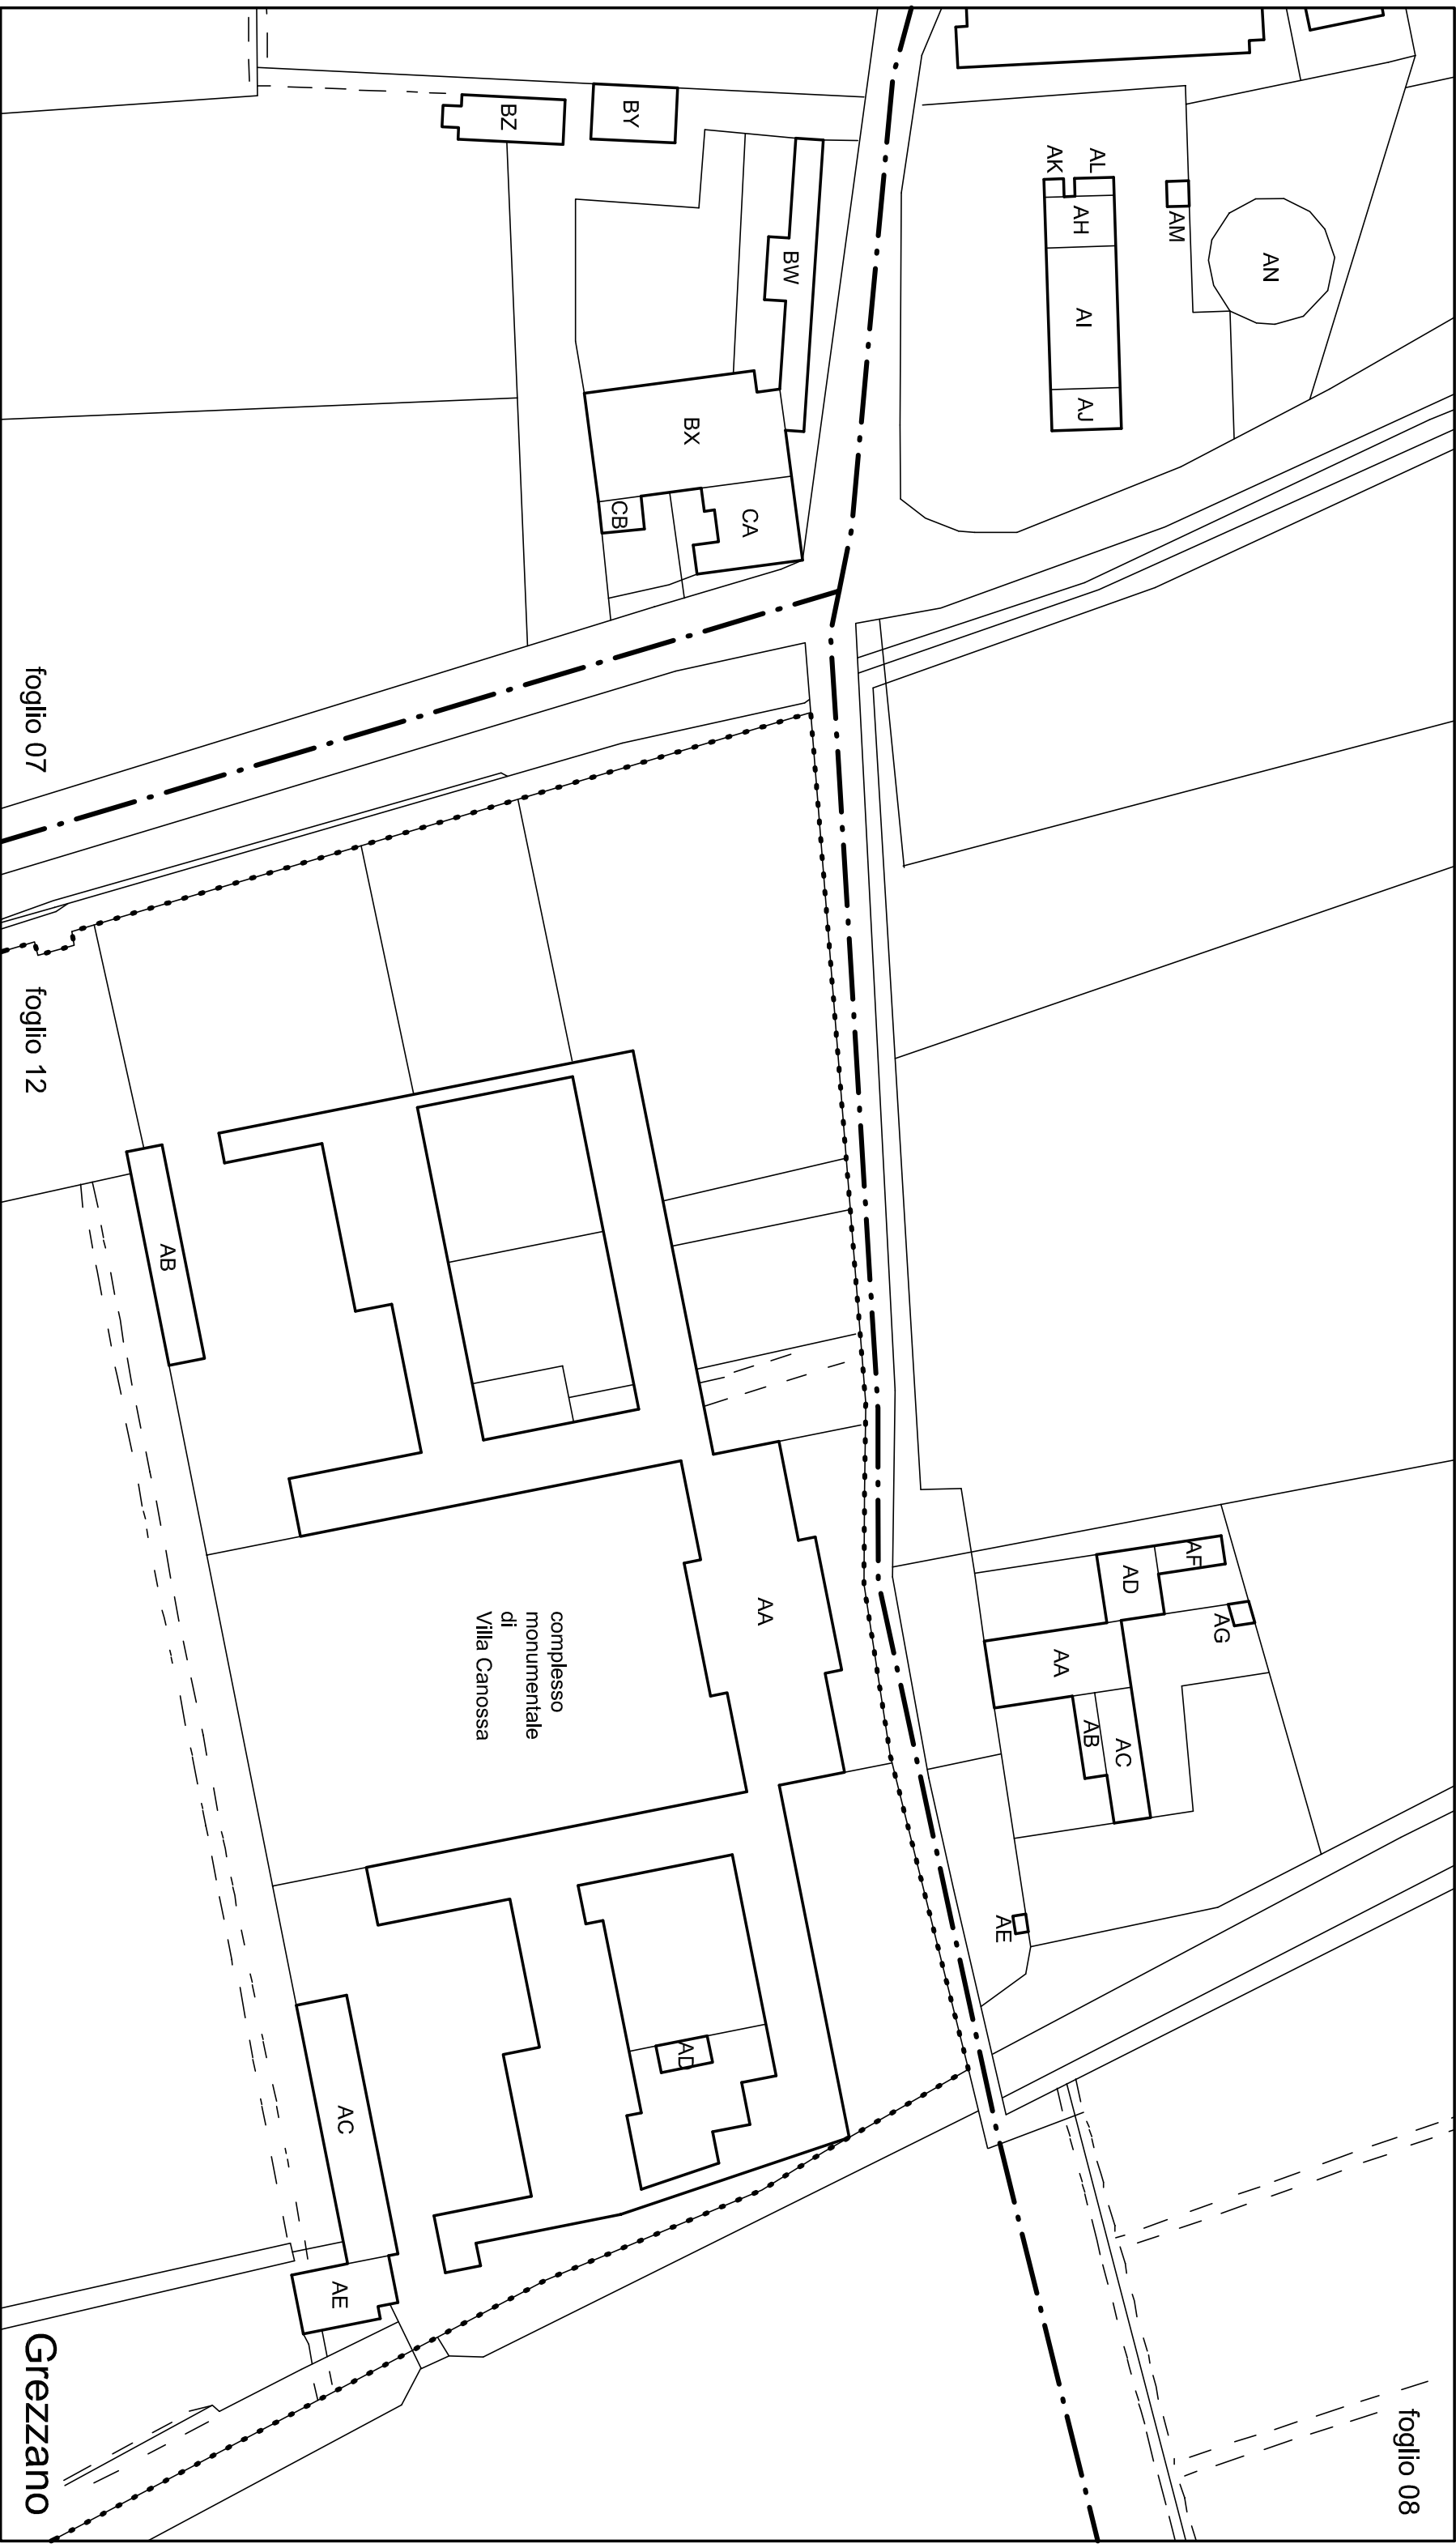 foglio 08
AN
AM
AL
AK
AH
AI
AJ
AF
AD
AG
AA
AB
AC
AE
BY
BZ
BW
BX
CA
CB
AA
complesso
monumentale
di
Villa Canossa
AD
AB
AC
AE
foglio 07
foglio 12
Grezzano